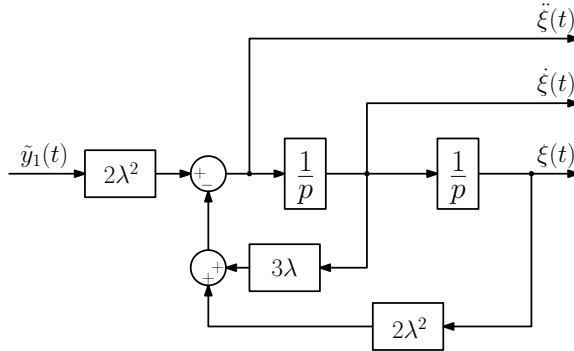 ξ̈(t)
ξ̇(t)
ỹ₁(t)
2λ²
+
−
1/p
1/p
ξ(t)
+
+
3λ
2λ²